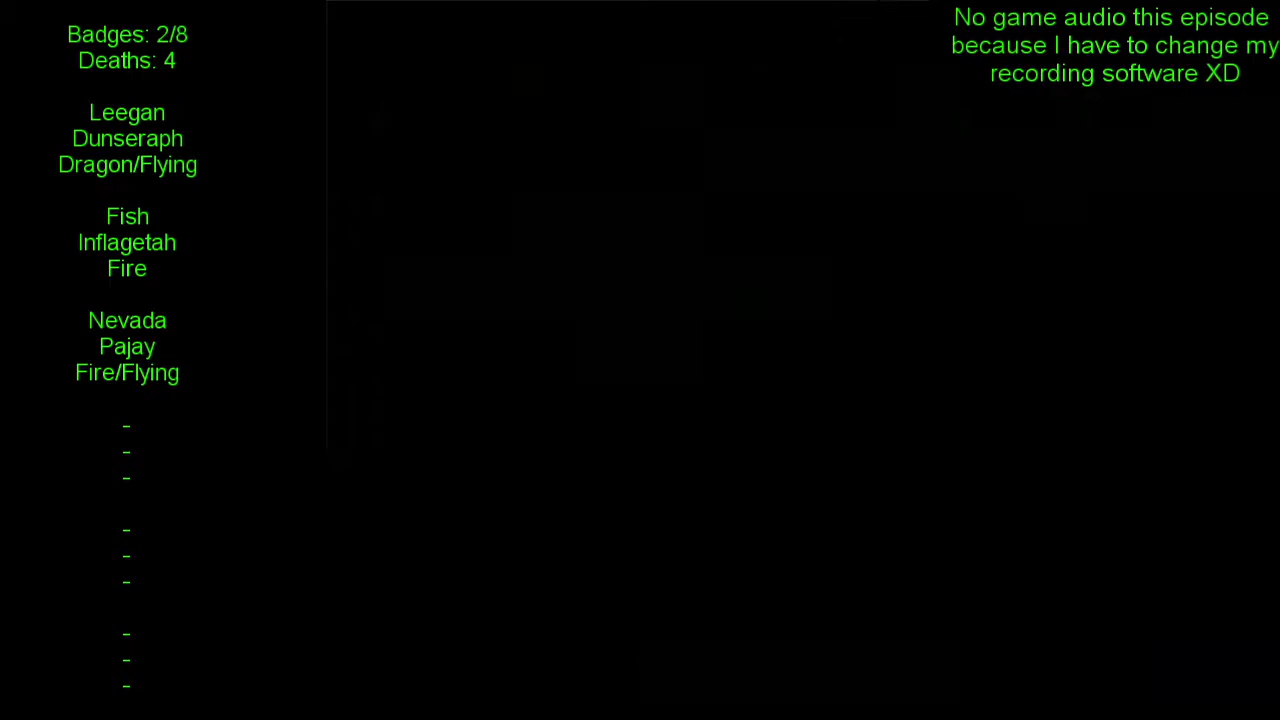 Badges: 2/8
Deaths: 4
Leegan
Dunseraph
Dragon/Flying
Fish
Inflagetah
Fire
Nevada
Pajay
Fire/Flying
-
-
-
-
-
-
-
-
-
No game audio this episode
because I have to change my
recording software XD